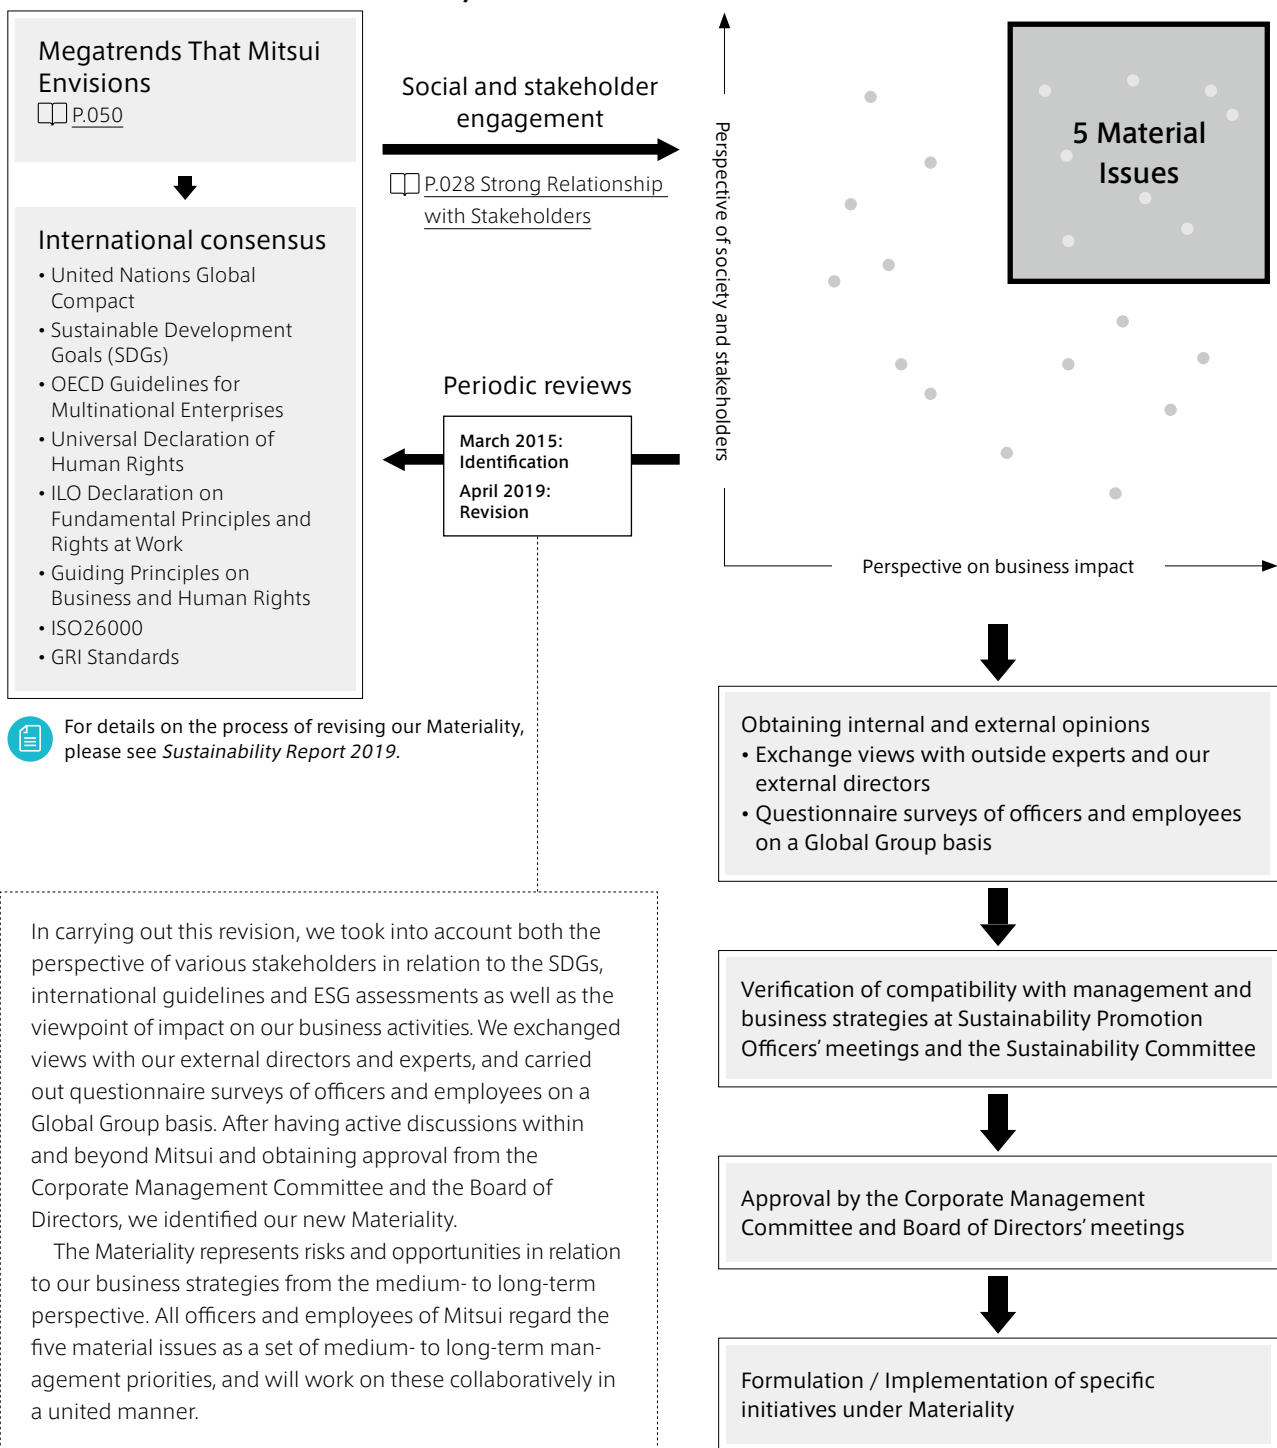 Megatrends That Mitsui
Envisions
P.050
International consensus
• United Nations Global
Compact
• Sustainable Development
Goals (SDGs)
• OECD Guidelines for
Multinational Enterprises
• Universal Declaration of
Human Rights
• ILO Declaration on
Fundamental Principles and
Rights at Work
• Guiding Principles on
Business and Human Rights
• ISO26000
• GRI Standards
For details on the process of revising our Materiality,
please see Sustainability Report 2019.
Social and stakeholder
engagement
P.028 Strong Relationship
with Stakeholders
Periodic reviews
March 2015:
Identification
April 2019:
Revision
Perspective of society and stakeholders
5 Material
Issues
Perspective on business impact
Obtaining internal and external opinions
• Exchange views with outside experts and our
external directors
• Questionnaire surveys of officers and employees
on a Global Group basis
Verification of compatibility with management and
business strategies at Sustainability Promotion
Officers' meetings and the Sustainability Committee
Approval by the Corporate Management
Committee and Board of Directors' meetings
Formulation / Implementation of specific
initiatives under Materiality
In carrying out this revision, we took into account both the
perspective of various stakeholders in relation to the SDGs,
international guidelines and ESG assessments as well as the
viewpoint of impact on our business activities. We exchanged
views with our external directors and experts, and carried
out questionnaire surveys of officers and employees on a
Global Group basis. After having active discussions within
and beyond Mitsui and obtaining approval from the
Corporate Management Committee and the Board of
Directors, we identified our new Materiality.
The Materiality represents risks and opportunities in relation
to our business strategies from the medium- to long-term
perspective. All officers and employees of Mitsui regard the
five material issues as a set of medium- to long-term man-
agement priorities, and will work on these collaboratively in
a united manner.